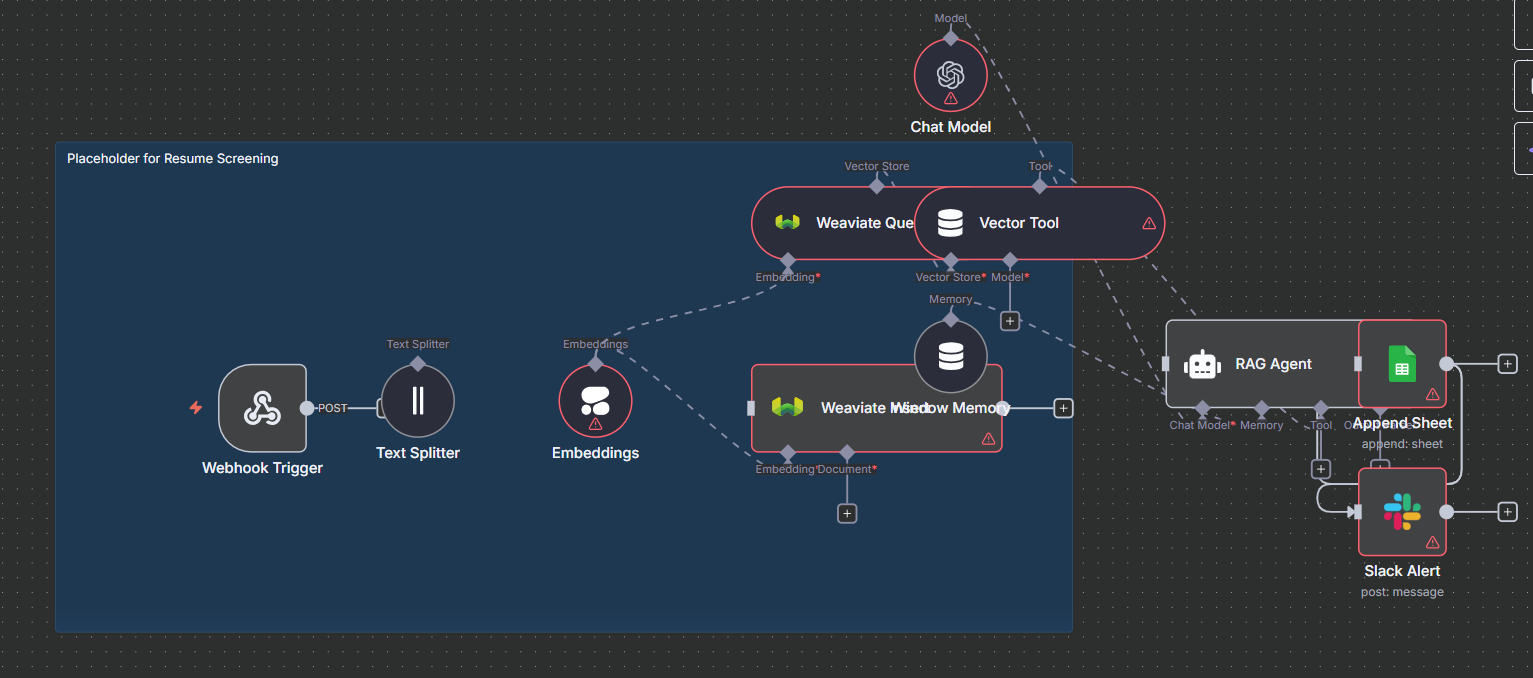 Model
Chat Model
Placeholder for Resume Screening
Vector Store
Tool
Weaviate Que
Vector Tool
Embedding*
Vector Store*
Model*
Memory
Text Splitter
Embeddings
POST
Weaviate
Window Memory
RAG Agent
Webhook Trigger
Text Splitter
Embeddings
Embedding*
Document*
Chat Model*
Memory
Tool
Append Sheet
append: sheet
Slack Alert
post: message